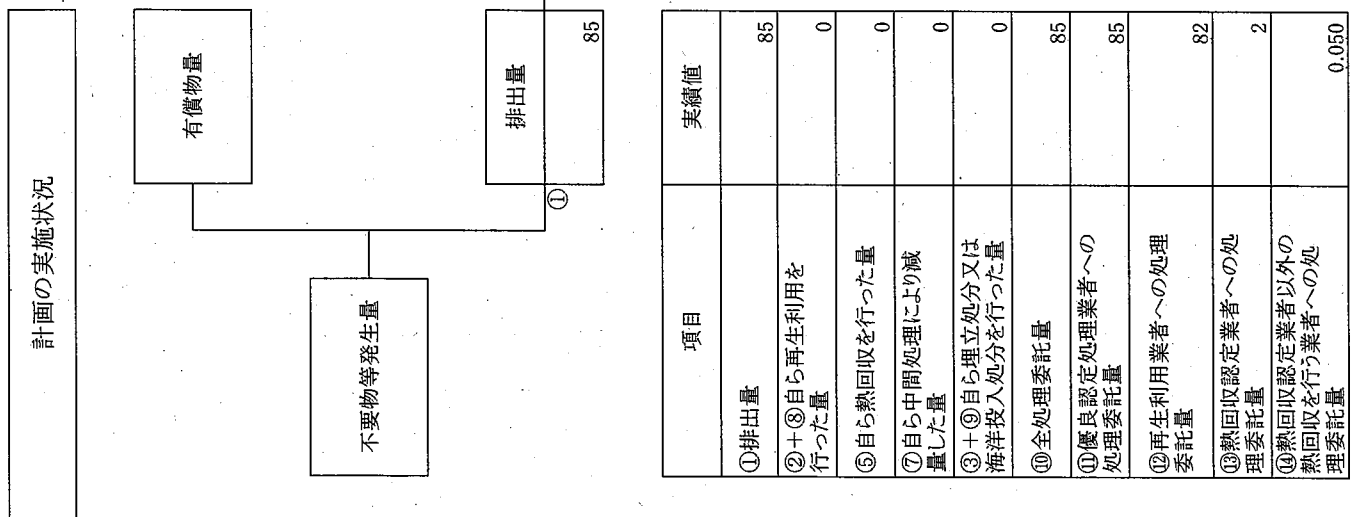 計画の実施状況
有償物量
不要物等発生量
排出量
①
85
項目
実績値
①排出量
85
②+⑧自ら再生利用を
行った量
0
⑤自ら熱回収を行った量
0
⑦自ら中間処理により減
量した量
0
③+⑨自ら埋立処分又は
海洋投入処分を行った量
0
⑩全処理委託量
85
⑪優良認定処理業者への
処理委託量
85
⑫再生利用業者への処理
委託量
82
⑬熱回収認定業者への処
理委託量
2
⑭熱回収認定業者以外の
熱回収を行う業者への処
理委託量
0.050